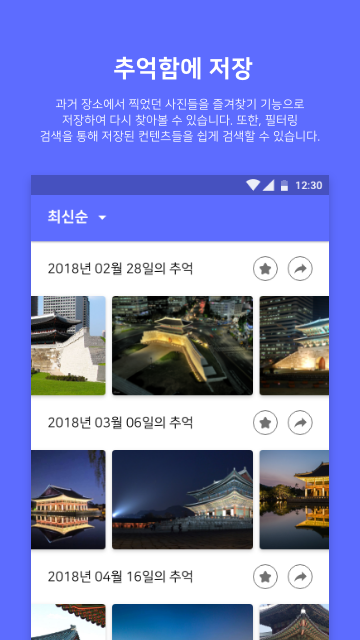 추억함에 저장
과거 장소에서 찍었던 사진들을 즐겨찾기 기능으로
저장하여 다시 찾아볼 수 있습니다. 또한, 필터링
검색을 통해 저장된 컨텐츠들을 쉽게 검색할 수 있습니다.
12:30
최신순
2018년 02월 28일의 추억
2018년 03월 06일의 추억
2018년 04월 16일의 추억